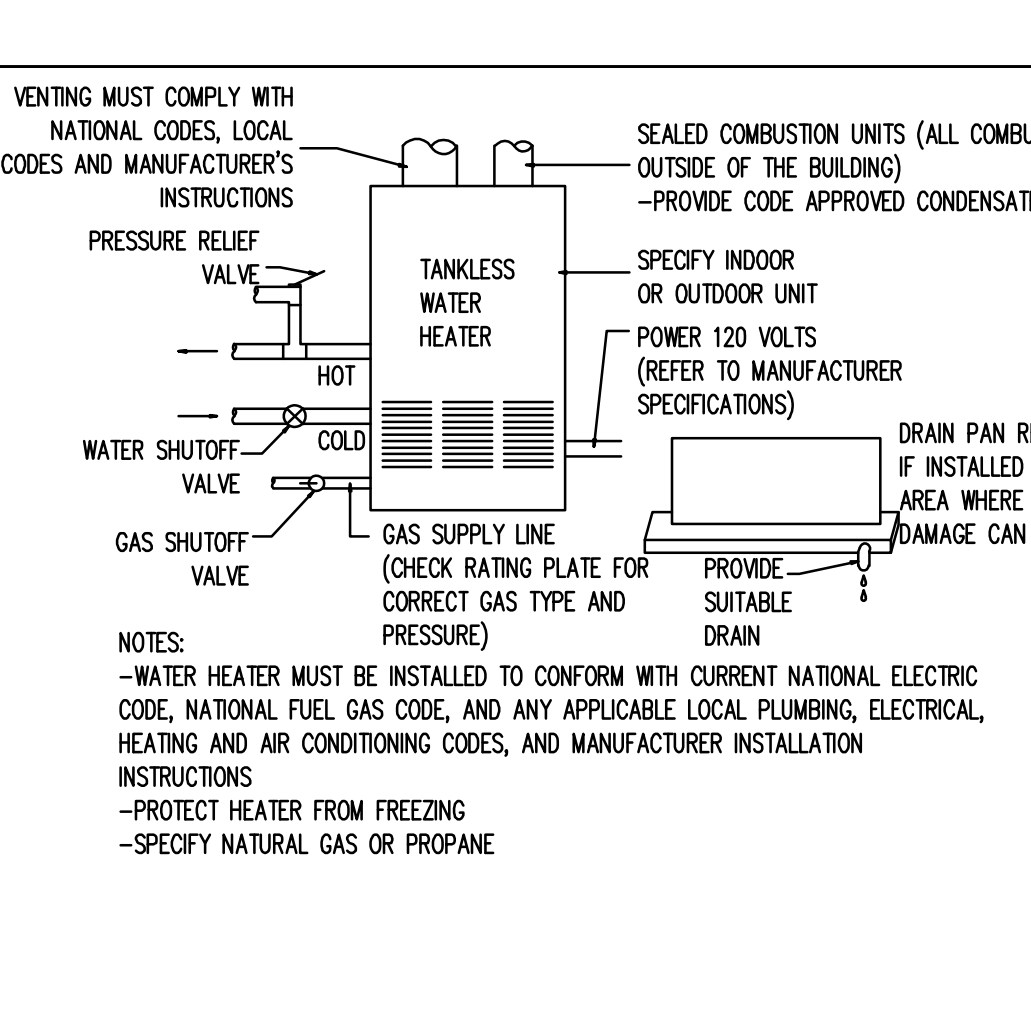 VENTING MUST COMPLY WITH
NATIONAL CODES, LOCAL
CODES AND MANUFACTURER'S
INSTRUCTIONS
SEALED COMBUSTION UNITS (ALL
OUTSIDE OF THE BUILDING)
-PROVIDE CODE APPROVED
PRESSURE RELIEF
VALVE
TANKLESS
WATER
HEATER
SPECIFY INDOOR
OR OUTDOOR UNIT
POWER 120 VOLTS
(REFER TO MANUFACTURER
SPECIFICATIONS)
HOT
COLD
WATER SHUTOFF
VALVE
GAS SHUTOFF
VALVE
GAS SUPPLY LINE
(CHECK RATING PLATE FOR
CORRECT GAS TYPE AND
PRESSURE)
DRAIN PAN
IF INSTALLED
AREA WHERE
DAMAGE CAN
PROVIDE
SUITABLE
DRAIN
NOTES:
-WATER HEATER MUST BE INSTALLED TO CONFORM WITH CURRENT NATIONAL ELECTRIC
CODE, NATIONAL FUEL GAS CODE, AND ANY APPLICABLE LOCAL PLUMBING, ELECTRICAL,
HEATING AND AIR CONDITIONING CODES, AND MANUFACTURER INSTALLATION
INSTRUCTIONS
-PROTECT HEATER FROM FREEZING
-SPECIFY NATURAL GAS OR PROPANE